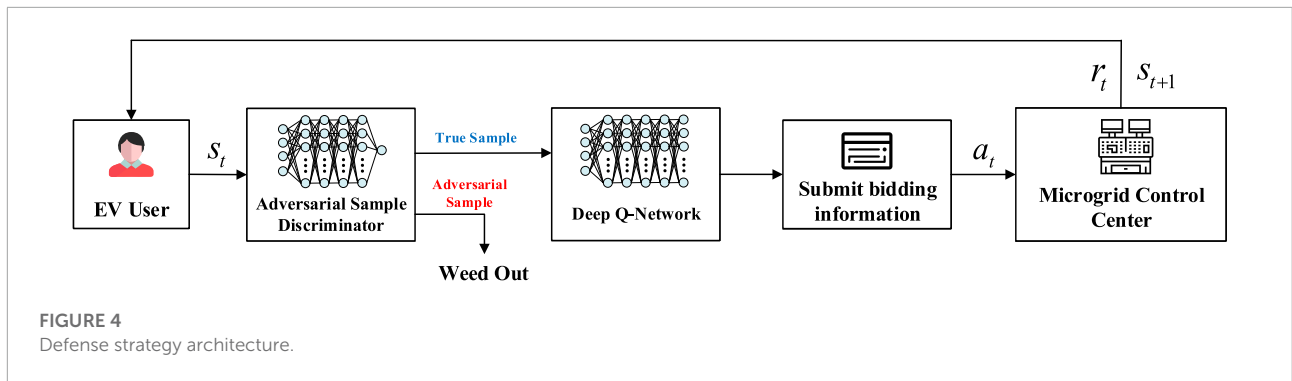 r_t s_{t+1}
EV User
s_t
Adversarial Sample
Discriminator
True Sample
Adversarial
Sample
Weed Out
Deep Q-Network
Submit bidding
information
a_t
Microgrid Control
Center
FIGURE 4
Defense strategy architecture.